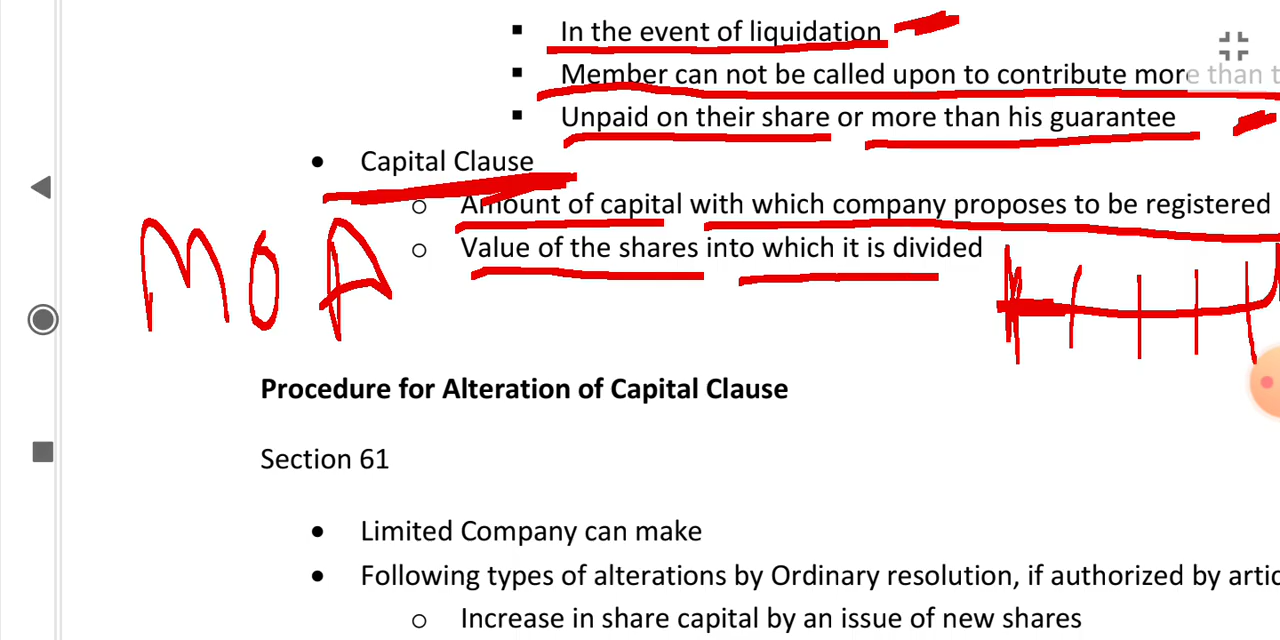 In the event of liquidation
Member can not be called upon to contribute more than
Unpaid on their share or more than his guarantee
Capital Clause
Amount of capital with which company proposes to be registered
Value of the shares into which it is divided
MOA
Procedure for Alteration of Capital Clause
Section 61
Limited Company can make
Following types of alterations by Ordinary resolution, if authorized by
Increase in share capital by an issue of new shares